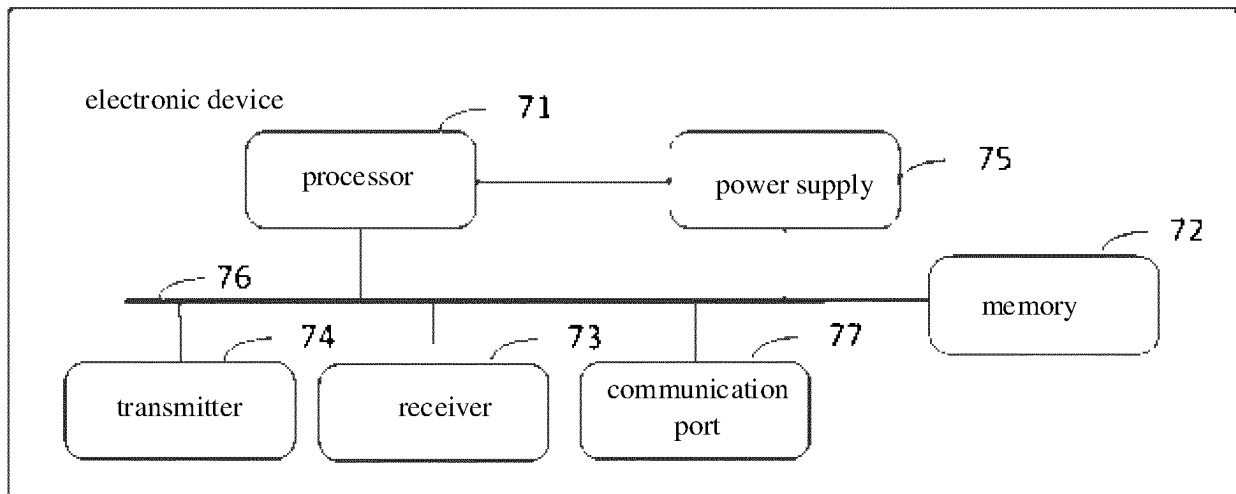 electronic device
71
processor
75
power supply
72
memory
76
74
transmitter
73
receiver
77
communication
port